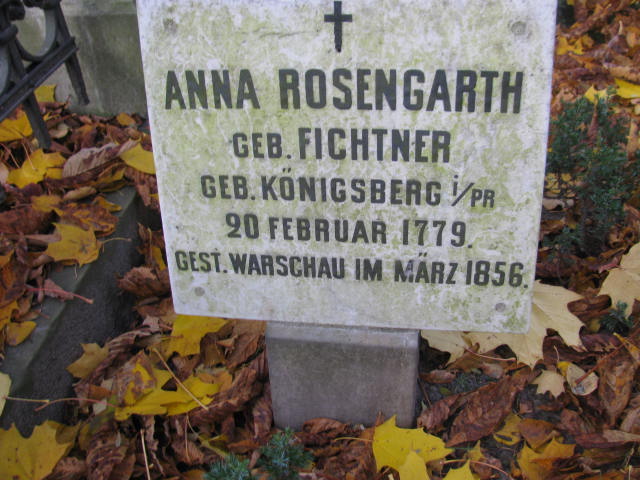 ANNA ROSENGARTH
GEB. FICHTNER
GEB. KÖNIGSBERG i/PR
20 FEBRUAR 1779.
GEST. WARSCHAU IM MÄRZ 1856.